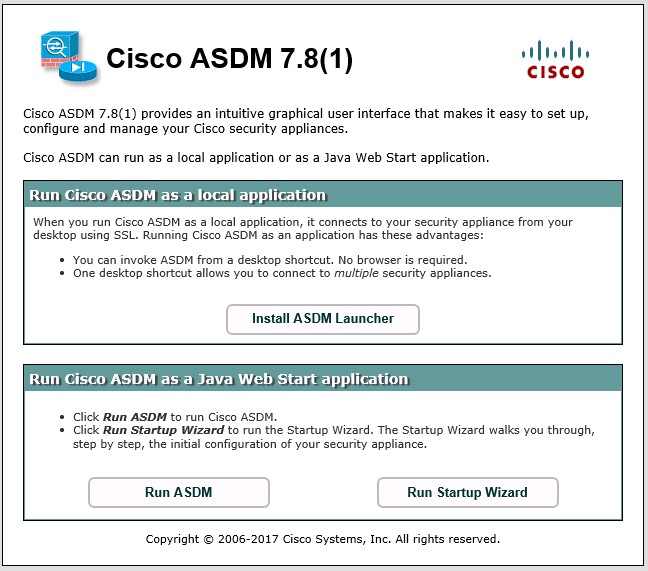 Cisco ASDM 7.8(1)
CISCO
Cisco ASDM 7.8(1) provides an intuitive graphical user interface that makes it easy to set up,
configure and manage your Cisco security appliances.
Cisco ASDM can run as a local application or as a Java Web Start application.
Run Cisco ASDM as a local application
When you run Cisco ASDM as a local application, it connects to your security appliance from your
desktop using SSL. Running Cisco ASDM as an application has these advantages:
• You can invoke ASDM from a desktop shortcut. No browser is required.
• One desktop shortcut allows you to connect to multiple security appliances.
Install ASDM Launcher
Run Cisco ASDM as a Java Web Start application
• Click Run ASDM to run Cisco ASDM.
• Click Run Startup Wizard to run the Startup Wizard. The Startup Wizard walks you through,
step by step, the initial configuration of your security appliance.
Run ASDM
Run Startup Wizard
Copyright © 2006-2017 Cisco Systems, Inc. All rights reserved.